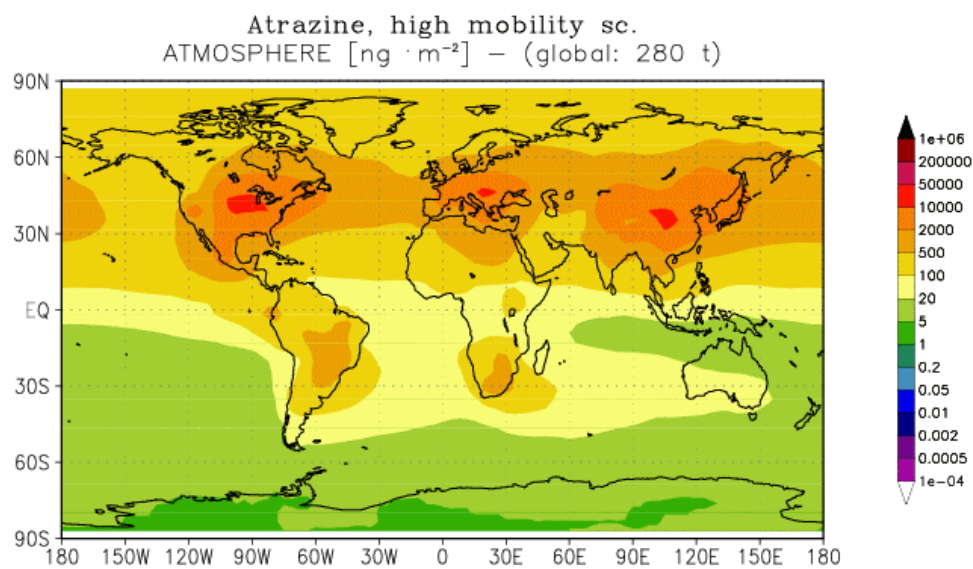 Atrazine, high mobility sc.
ATMOSPHERE [ng · m⁻²] – (global: 280 t)
90N
60N
30N
EQ
30S
60S
90S
180 150W 120W 90W 60W 30W 0 30E 60E 90E 120E 150E 180
1e+06
200000
50000
10000
2000
500
100
20
5
1
0.2
0.05
0.01
0.002
0.0005
1e−04